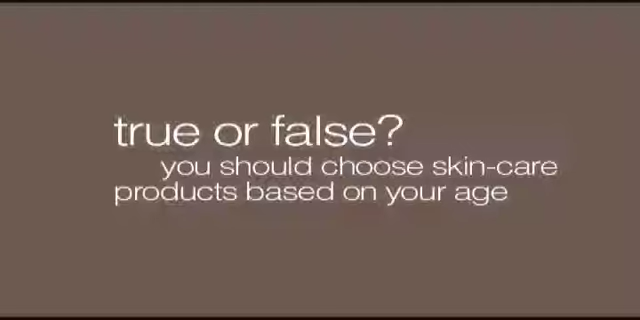 true or false?
you should choose skin-care
products based on your age